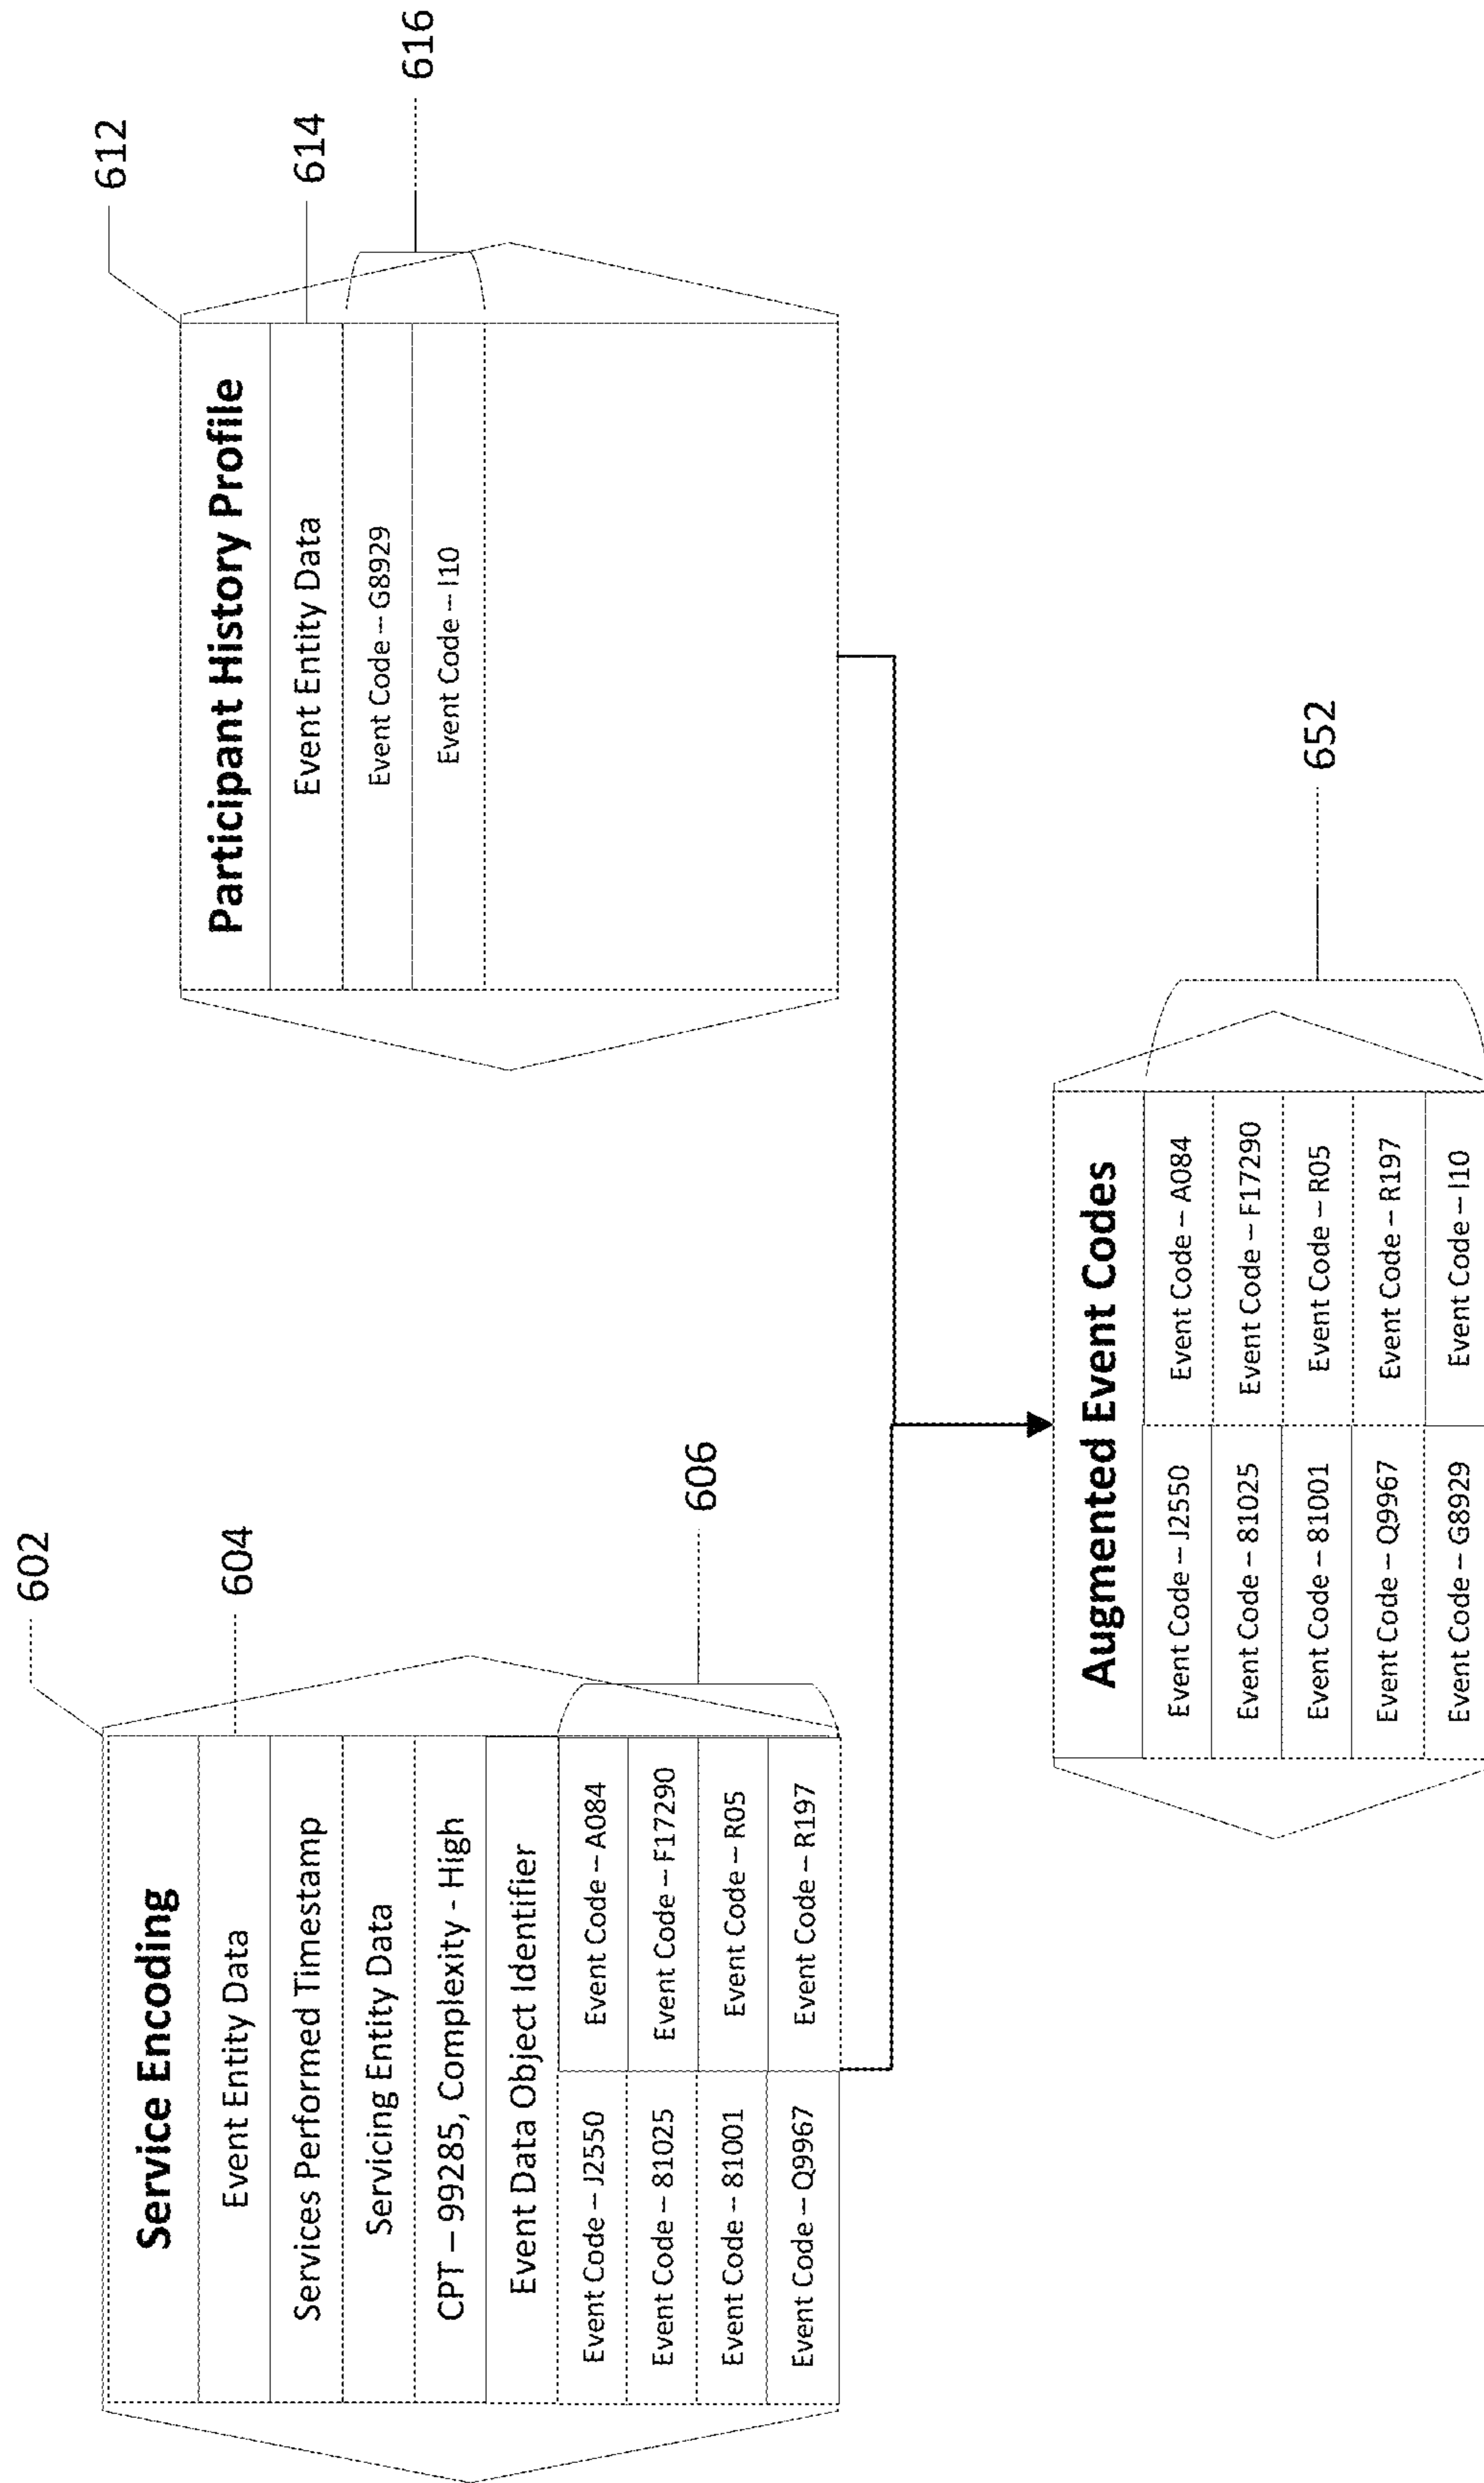 602
Service Encoding
604
Event Entity Data
Services Performed Timestamp
Servicing Entity Data
CPT – 99285, Complexity - High
Event Data Object Identifier
606
Event Code – J2550
Event Code – A084
Event Code – 81025
Event Code – F17290
Event Code – 81001
Event Code – R05
Event Code – Q9967
Event Code – R197
612
Participant History Profile
614
Event Entity Data
616
Event Code – G8929
Event Code – I10
Augmented Event Codes
652
Event Code – J2550
Event Code – A084
Event Code – 81025
Event Code – F17290
Event Code – 81001
Event Code – R05
Event Code – Q9967
Event Code – R197
Event Code – G8929
Event Code – I10